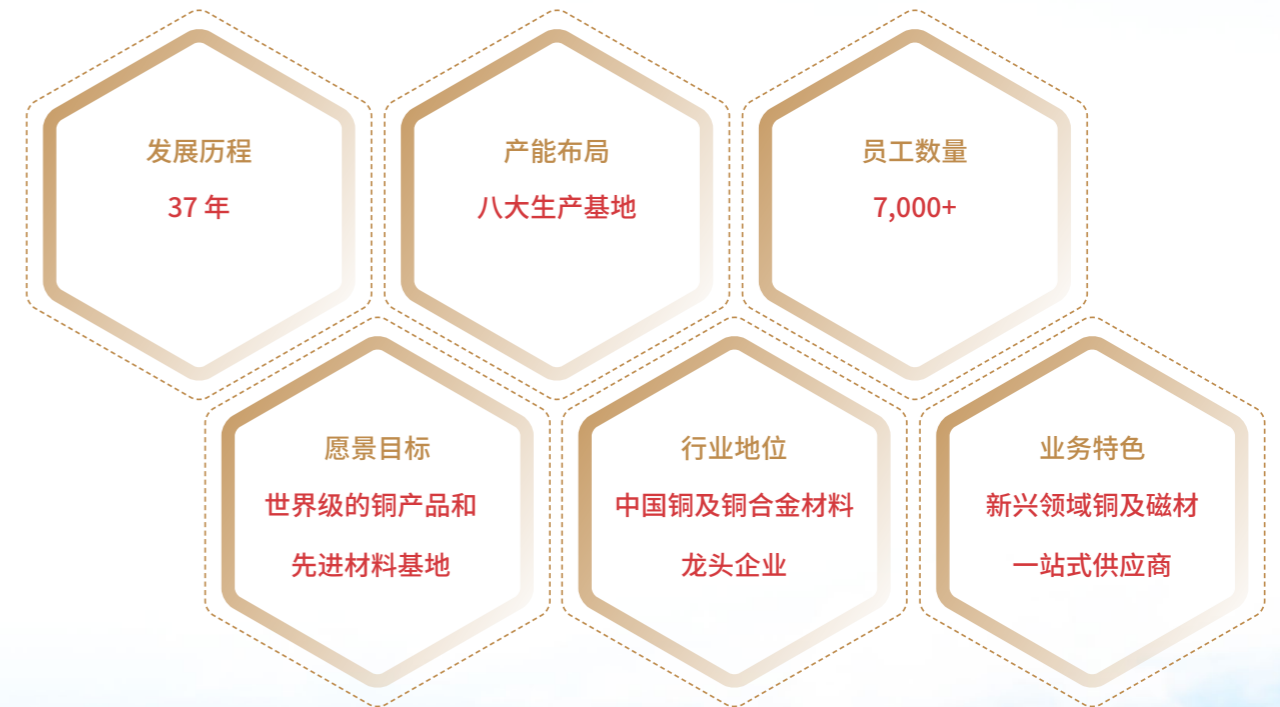 发展历程
37 年
产能布局
八大生产基地
员工数量
7,000+
愿景目标
世界级的铜产品和
先进材料基地
行业地位
中国铜及铜合金材料
龙头企业
业务特色
新兴领域铜及磁材
一站式供应商